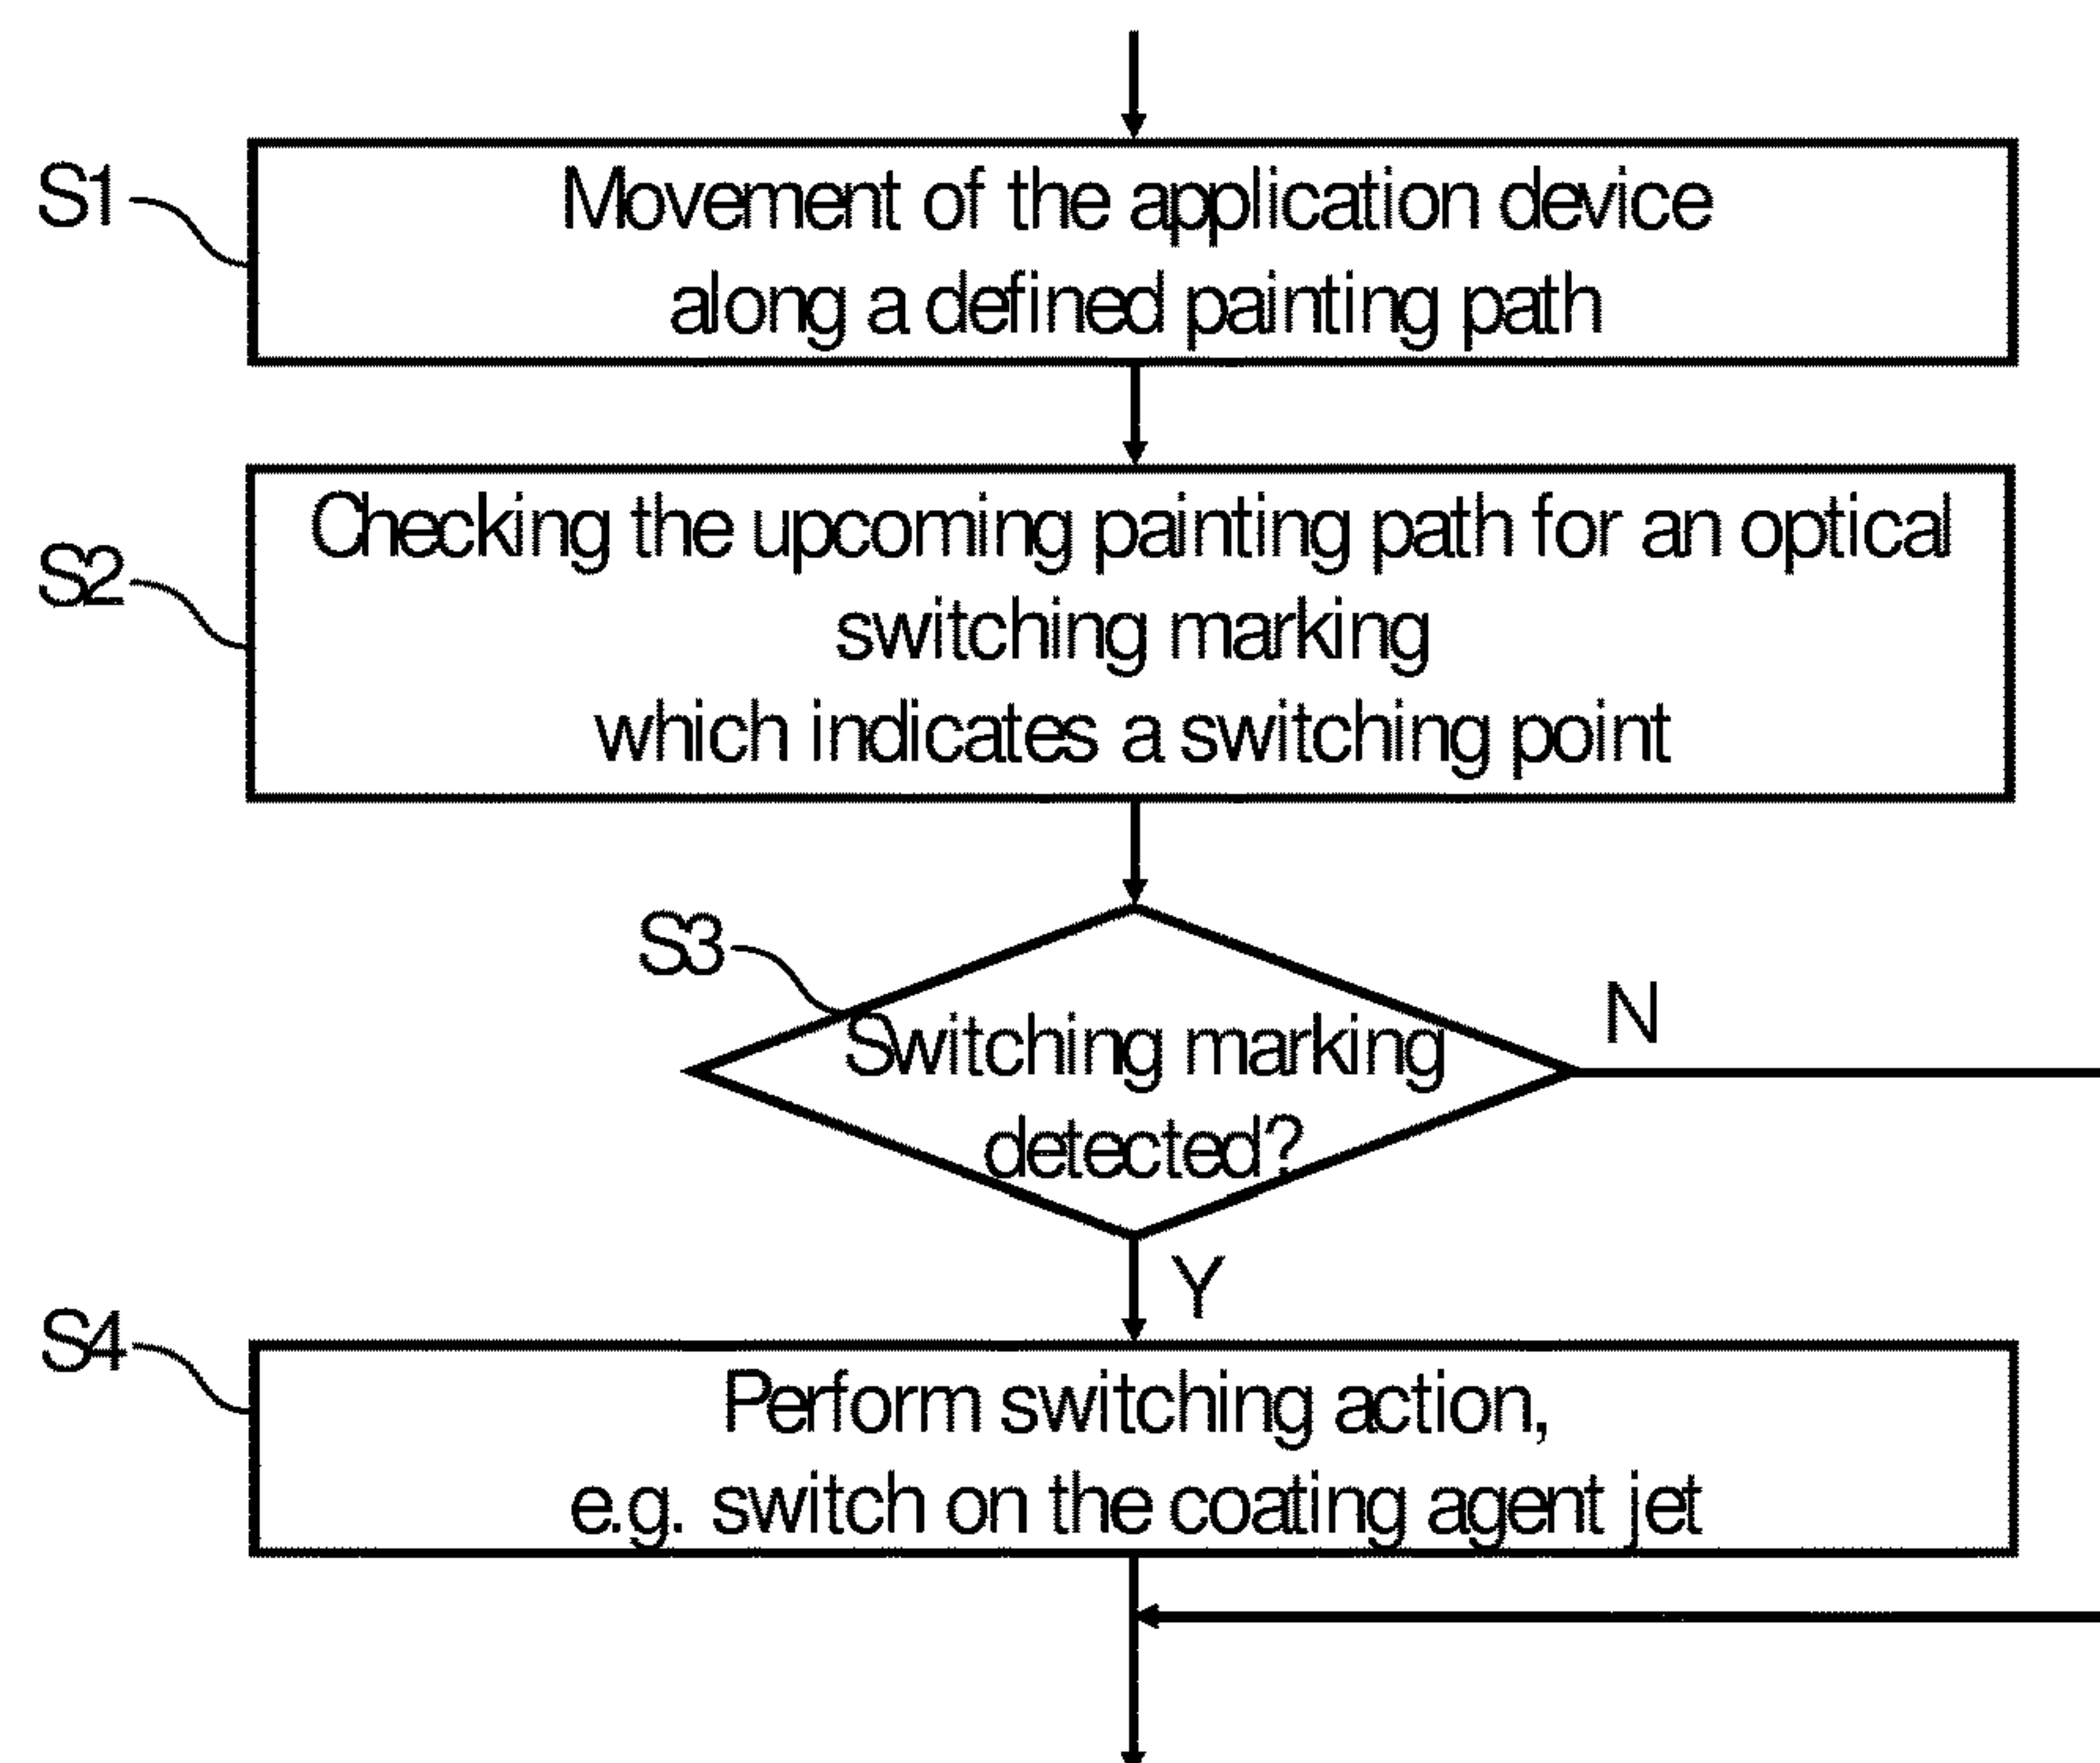 S1
Movement of the application device
along a defined painting path
S2
Checking the upcoming painting path for an optical
switching marking
which indicates a switching point
S3
Switching marking
detected?
N
Y
S4
Perform switching action,
e.g. switch on the coating agent jet